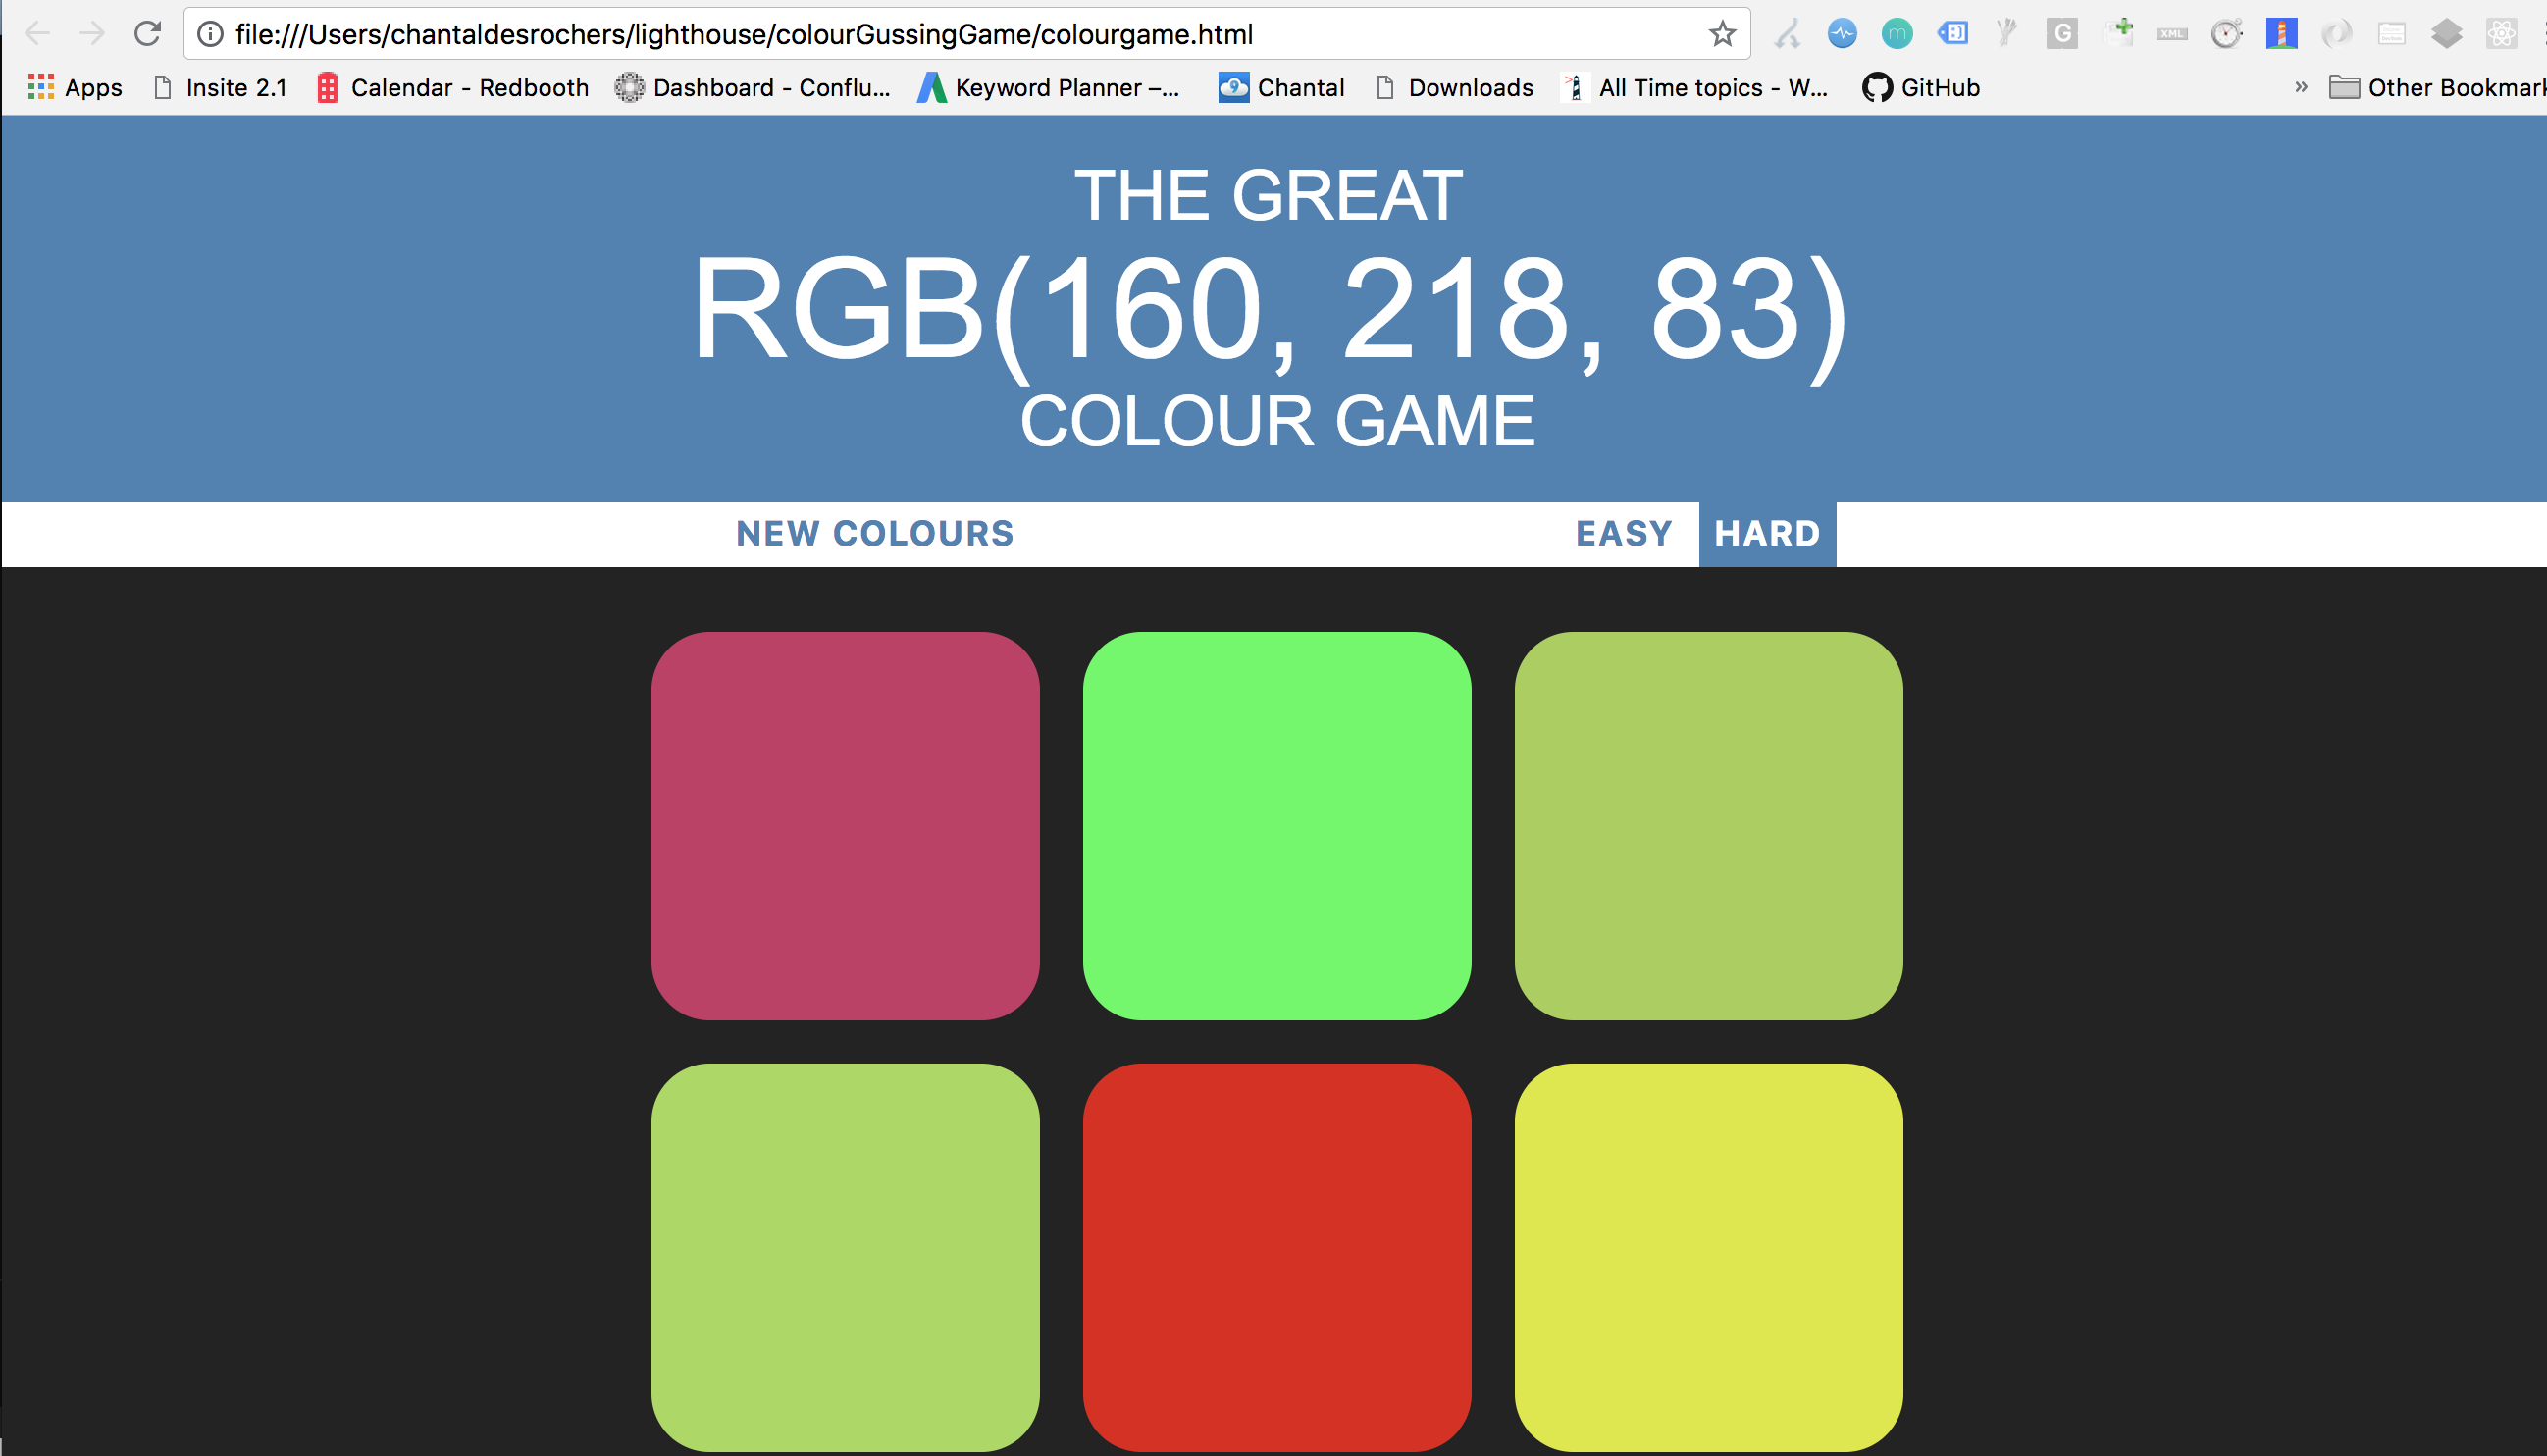 file:///Users/chantaldesrochers/lighthouse/colourGussingGame/colourgame.html
Apps Insite 2.1 Calendar - Redbooth Dashboard - Conflu... Keyword Planner –... Chantal Downloads All Time topics - W... GitHub » Other Bookmark
THE GREAT
RGB(160, 218, 83)
COLOUR GAME
NEW COLOURS EASY HARD